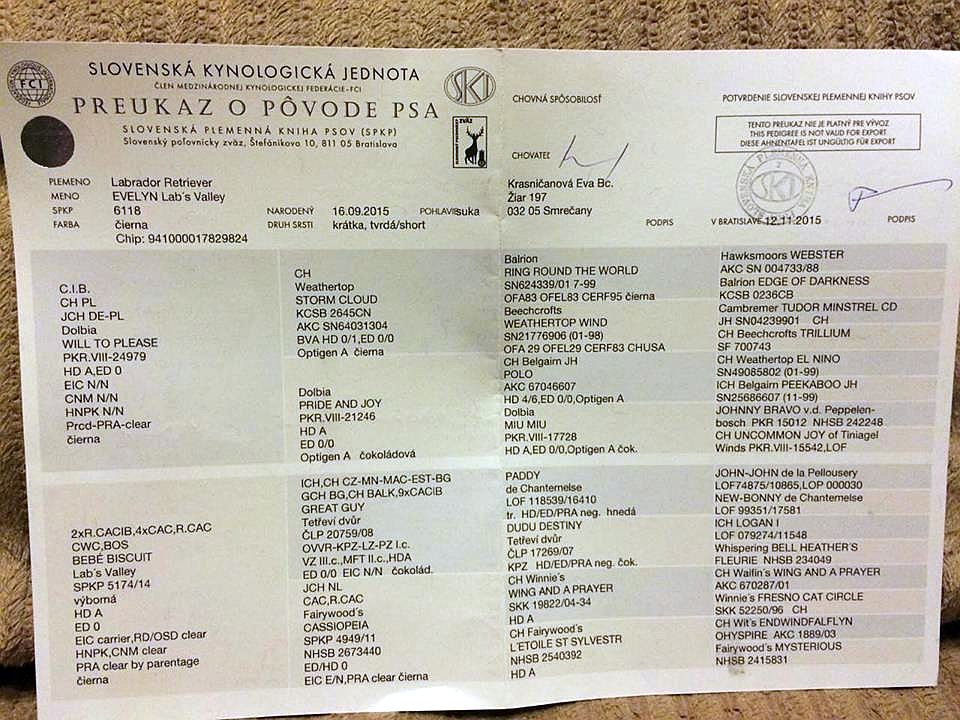 FCI
SLOVENSKÁ KYNOLOGICKÁ JEDNOTA
ČLEN MEDZINÁRODNEJ KYNOLOGICKEJ FEDERÁCIE-FCI
PREUKAZ O PÔVODE PSA
SLOVENSKÁ PLEMENNÁ KNIHA PSOV (SPKP)
Slovenský poľovnícky zväz, Štefánikova 10, 811 05 Bratislava
SKJ
ZVÄZ
CHOVNÁ SPÔSOBILOSŤ
POTVRDENIE SLOVENSKEJ PLEMENNEJ KNIHY PSOV
TENTO PREUKAZ NIE JE PLATNÝ PRE VÝVOZ
THIS PEDIGREE IS NOT VALID FOR EXPORT
DIESE AHNENTAFEL IST UNGÜLTIG FÜR EXPORT
PLEMENO Labrador Retriever
MENO EVELYN Lab´s Valley
SPKP 6118 NARODENÝ 16.09.2015 POHLAVIE suka
FARBA čierna DRUH SRSTI krátka, tvrdá/short
Chip: 941000017829824
CHOVATEĽ
Krasničanová Eva Bc.
Žiar 197
032 05 Smrečany
PODPIS
SKJ
V BRATISLAVE 12.11.2015 PODPIS
C.I.B.
CH PL
JCH DE-PL
Dolbia
WILL TO PLEASE
PKR.VIII-24979
HD A,ED 0
EIC N/N
CNM N/N
HNPK N/N
Prcd-PRA-clear
čierna
2xR.CACIB,4xCAC,R.CAC
CWC,BOS
BEBÉ BISCUIT
Lab´s Valley
SPKP 5174/14
výborná
HD A
ED 0
EIC carrier,RD/OSD clear
HNPK,CNM clear
PRA clear by parentage
čierna
CH
Weathertop
STORM CLOUD
KCSB 2645CN
AKC SN64031304
BVA HD 0/1,ED 0/0
Optigen A čierna
Dolbia
PRIDE AND JOY
PKR.VIII-21246
HD A
ED 0/0
Optigen A čokoládová
ICH,CH CZ-MN-MAC-EST-BG
GCH BG,CH BALK,9xCACIB
GREAT GUY
Tetřeví dvůr
ČLP 20759/08
OVVR-KPZ-LZ-PZ I.c.
VZ III.c.,MFT II.c.,HDA
ED 0/0 EIC N/N čokolád.
JCH NL
CAC,R.CAC
Fairywood´s
CASSIOPEIA
SPKP 4949/11
NHSB 2673440
ED/HD 0
EIC E/N,PRA clear čierna
Balrion
RING ROUND THE WORLD
SN624339/01 7-99
OFA83 OFEL83 CERF95 čierna
Beechcrofts
WEATHERTOP WIND
SN21776906 (01-98)
OFA 29 OFEL29 CERF83 CHUSA
CH Belgairn JH
POLO
AKC 67046607
HD 4/6,ED 0/0,Optigen A
Dolbia
MIU MIU
PKR.VIII-17728
HD A,ED 0/0,Optigen A čok.
PADDY
de Chantemelse
LOF 118539/16410
tr. HD/ED/PRA neg. hnedá
DUDU DESTINY
Tetřeví dvůr
ČLP 17269/07
KPZ HD/ED/PRA neg. čok.
CH Winnie´s
WING AND A PRAYER
SKK 19822/04-34
HD A
CH Fairywood´s
L'ETOILE ST SYLVESTR
NHSB 2540392
HD A
Hawksmoors WEBSTER
AKC SN 004733/88
Balrion EDGE OF DARKNESS
KCSB 0236CB
Cambremer TUDOR MINSTREL CD
JH SN04239901 CH
CH Beechcrofts TRILLIUM
SF 700743
CH Weathertop EL NINO
SN49085802 (01-99)
ICH Belgairn PEEKABOO JH
SN25686607 (11-99)
JOHNNY BRAVO v.d. Peppelen-
bosch PKR 15012 NHSB 242248
CH UNCOMMON JOY of Tiniagel
Winds PKR.VIII-15542,LOF
JOHN-JOHN de la Pellousery
LOF74875/10865,LOP 000030
NEW-BONNY de Chantemelse
LOF 99351/17581
ICH LOGAN I
LOF 079274/11548
Whispering BELL HEATHER´S
FLEURIE NHSB 234049
CH Waifin's WING AND A PRAYER
AKC 670287/01
Winnie´s FRESNO CAT CIRCLE
SKK 52250/96 CH
CH Wit´s ENDWINDFALFLYN
OHYSPIRE AKC 1889/03
Fairywood´s MYSTERIOUS
NHSB 2415831